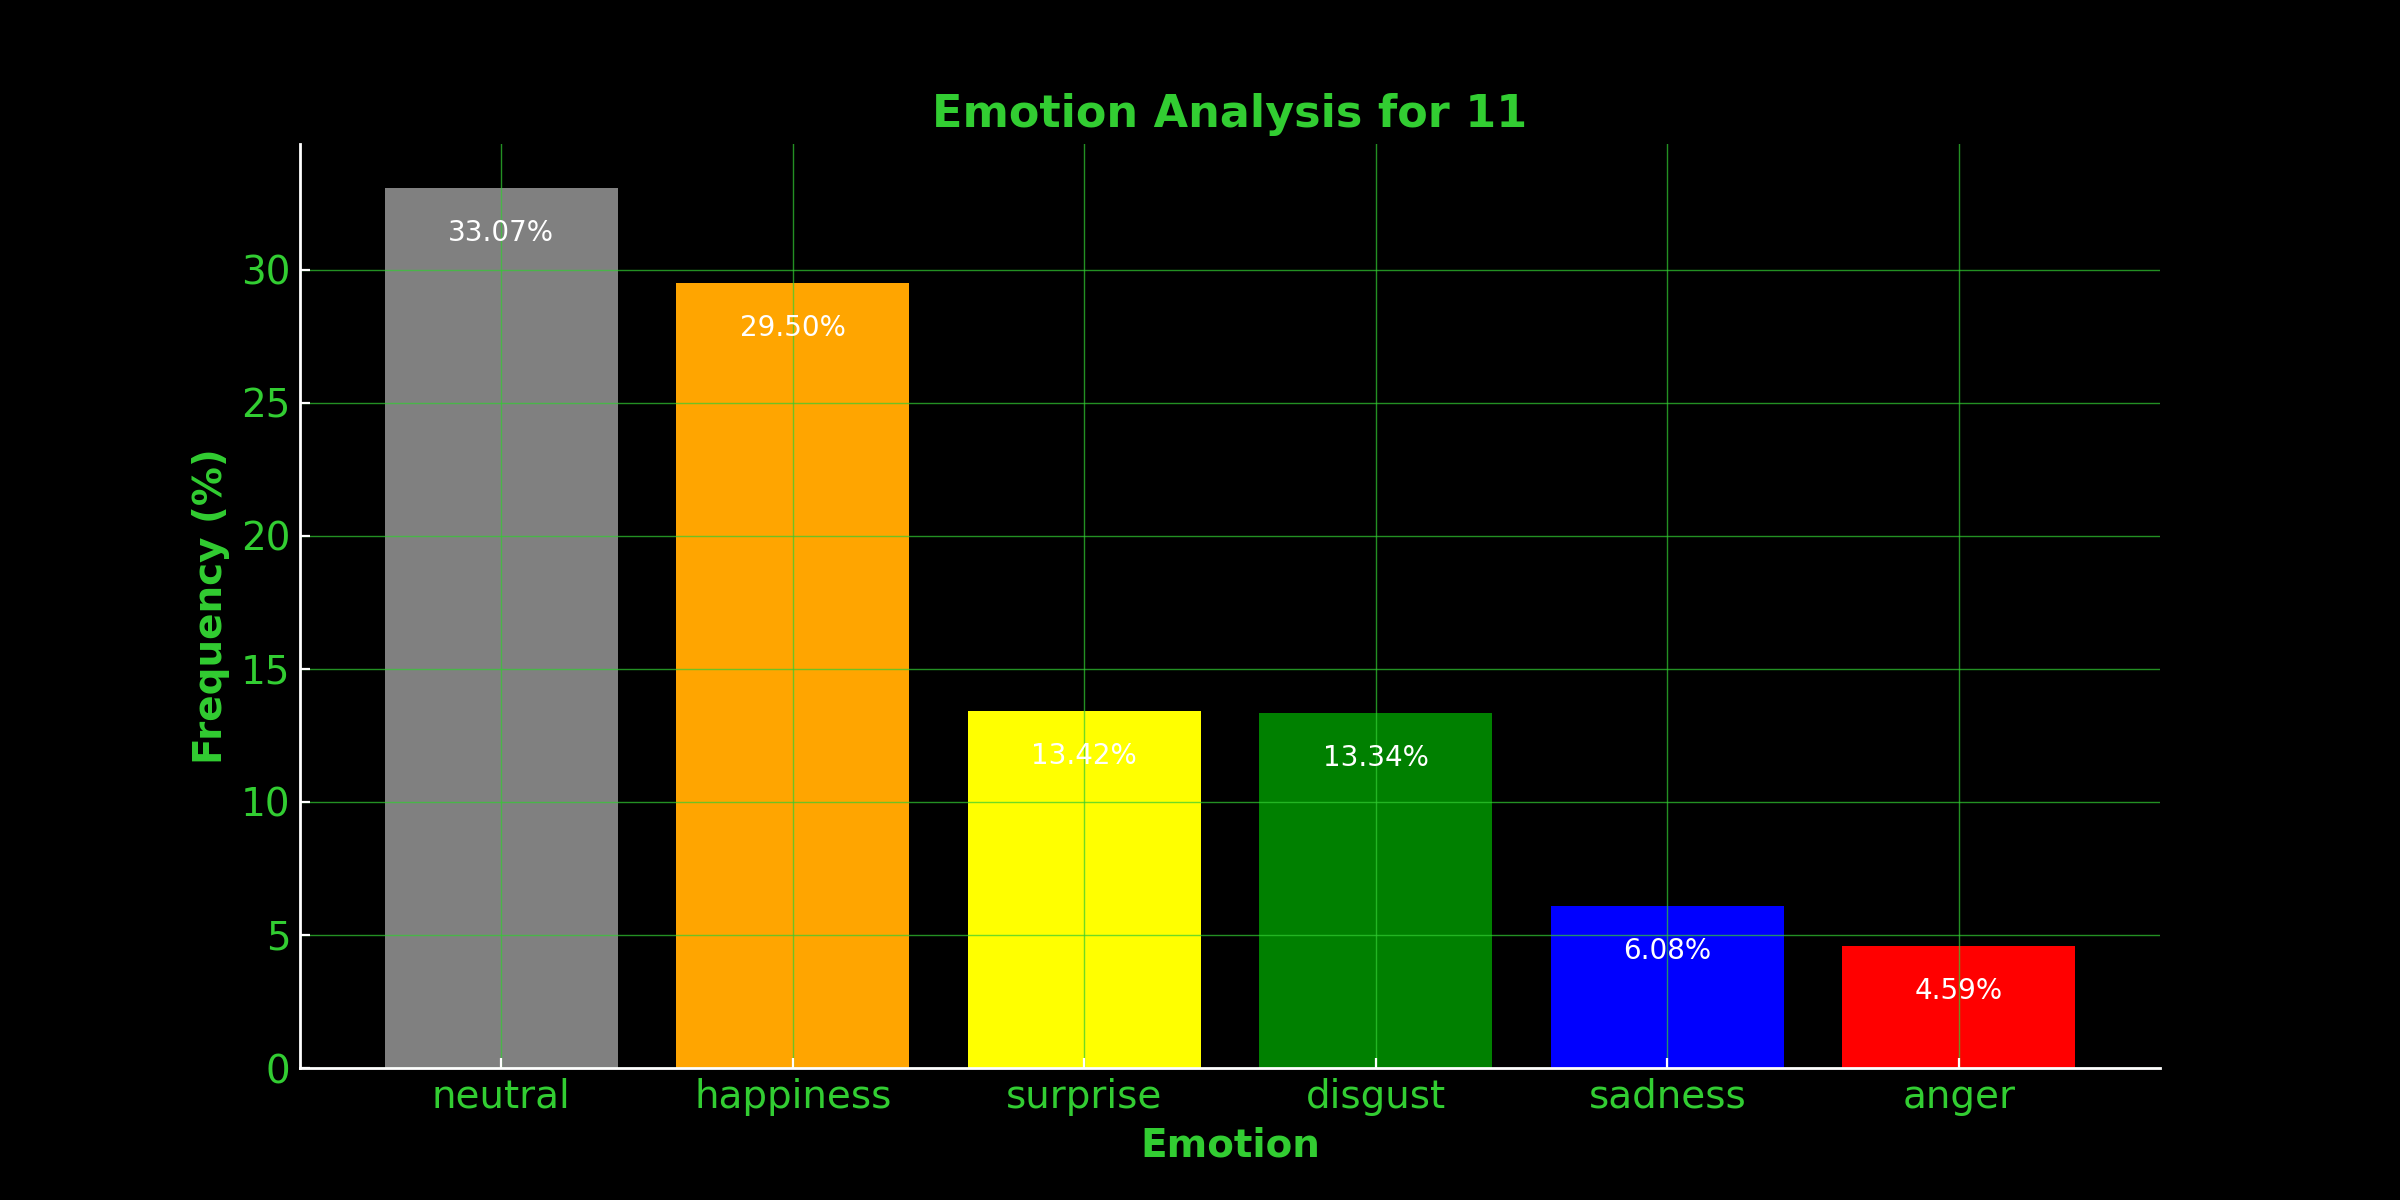 Emotion Analysis for 11
Frequency (%)
30
25
20
15
10
5
0
33.07%
29.50%
13.42%
13.34%
6.08%
4.59%
neutral
happiness
surprise
disgust
sadness
anger
Emotion